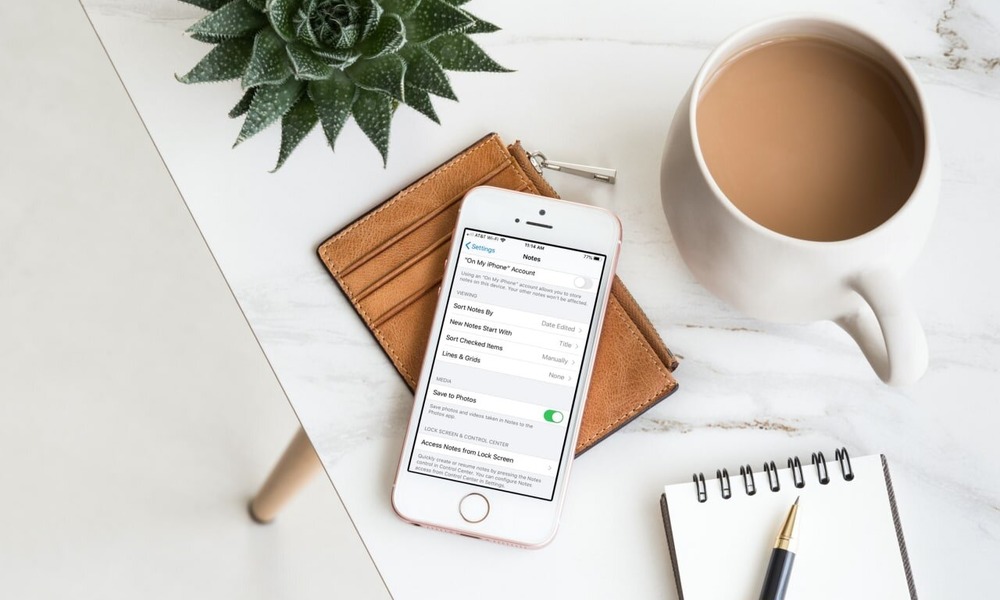 AT&T Wi-Fi
11:14 AM
77%
Settings
Notes
"On My iPhone" Account
Using an "On My iPhone" account allows you to store
notes on this device. Your other notes won't be affected.
VIEWING
Sort Notes By Date Edited
New Notes Start With Title
Sort Checked Items Manually
Lines & Grids None
MEDIA
Save to Photos
Save photos and videos taken in Notes to the
Photos app.
LOCK SCREEN & CONTROL CENTER
Access Notes from Lock Screen
Quickly create or resume notes by pressing the Notes
control in Control Center. You can configure Notes
access from Control Center in Settings.